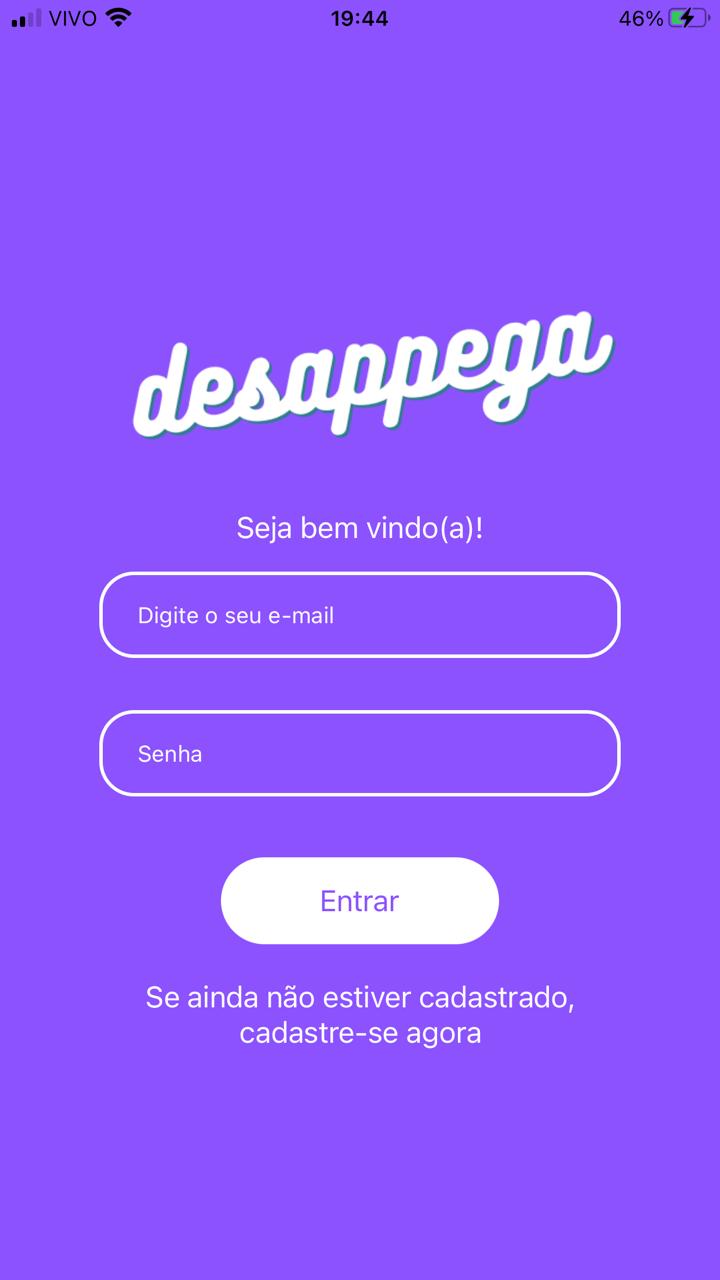 VIVO 19:44 46%
desappega
Seja bem vindo(a)!
Digite o seu e-mail
Senha
Entrar
Se ainda não estiver cadastrado,
cadastre-se agora